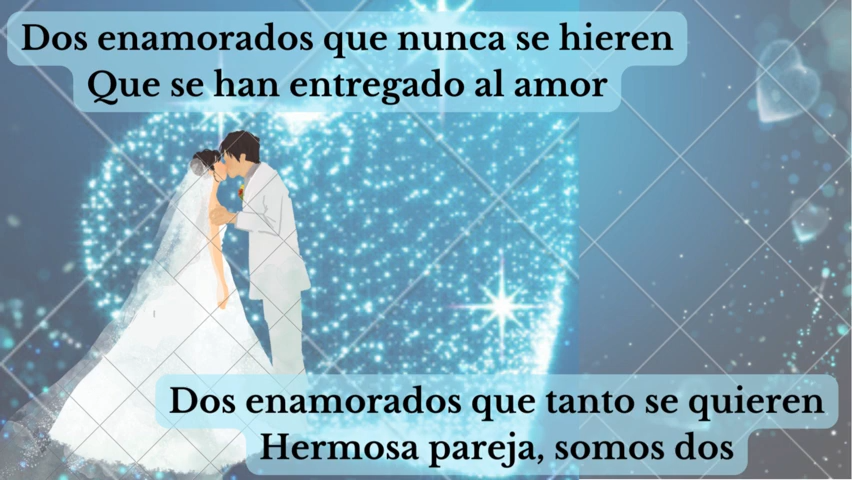 Dos enamorados que nunca se hieren
Que se han entregado al amor
Dos enamorados que tanto se quieren
Hermosa pareja, somos dos